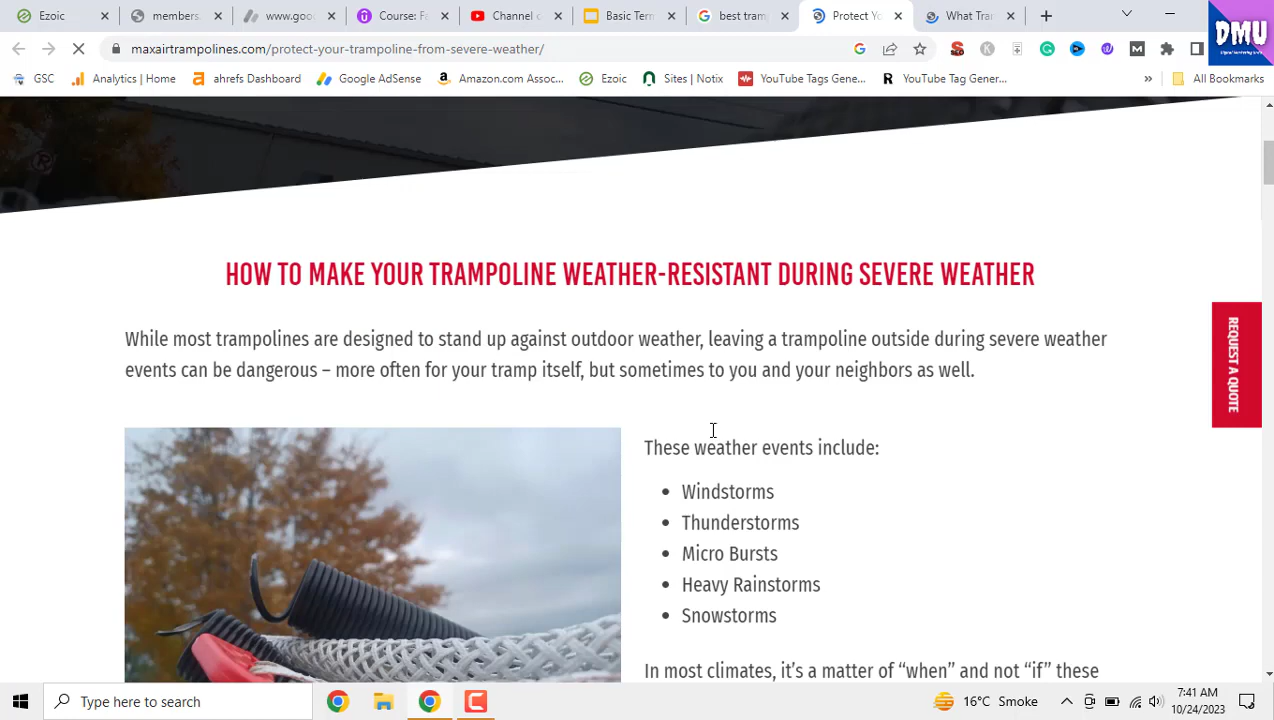 Ezoic
members.
www.goo
Course: F
Channel c
Basic Term
best tram
Protect Yo
What Tran
maxairtrampolines.com/protect-your-trampoline-from-severe-weather/
DMU
GSC
Analytics | Home
ahrefs Dashboard
Google AdSense
Amazon.com Assoc...
Ezoic
Sites | Notix
YouTube Tags Gene...
YouTube Tag Gener...
»
All Bookmarks
HOW TO MAKE YOUR TRAMPOLINE WEATHER-RESISTANT DURING SEVERE WEATHER
While most trampolines are designed to stand up against outdoor weather, leaving a trampoline outside during severe weather
events can be dangerous – more often for your tramp itself, but sometimes to you and your neighbors as well.
REQUEST A QUOTE
These weather events include:
• Windstorms
• Thunderstorms
• Micro Bursts
• Heavy Rainstorms
• Snowstorms
In most climates, it’s a matter of “when” and not “if” these
Type here to search
16°C Smoke
7:41 AM
10/24/2023